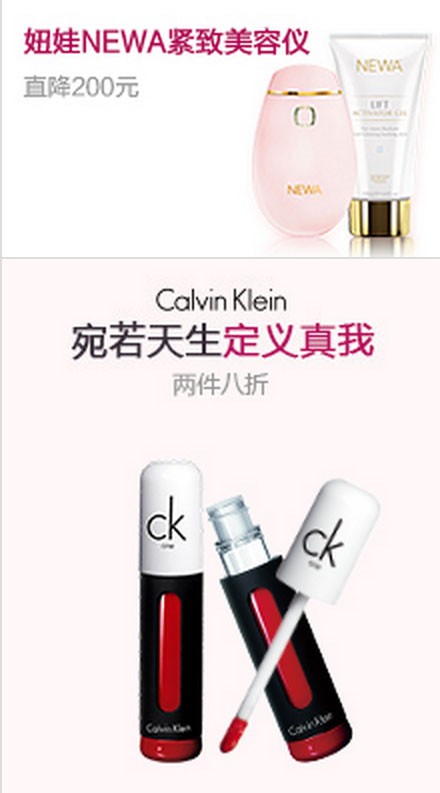 妞娃NEWA紧致美容仪
直降200元
NEWA
LIFT
ACTIVATOR GEL
NEWA
Calvin Klein
宛若天生定义真我
两件八折
ck
one
ck
one
Calvin Klein
Calvin Klein